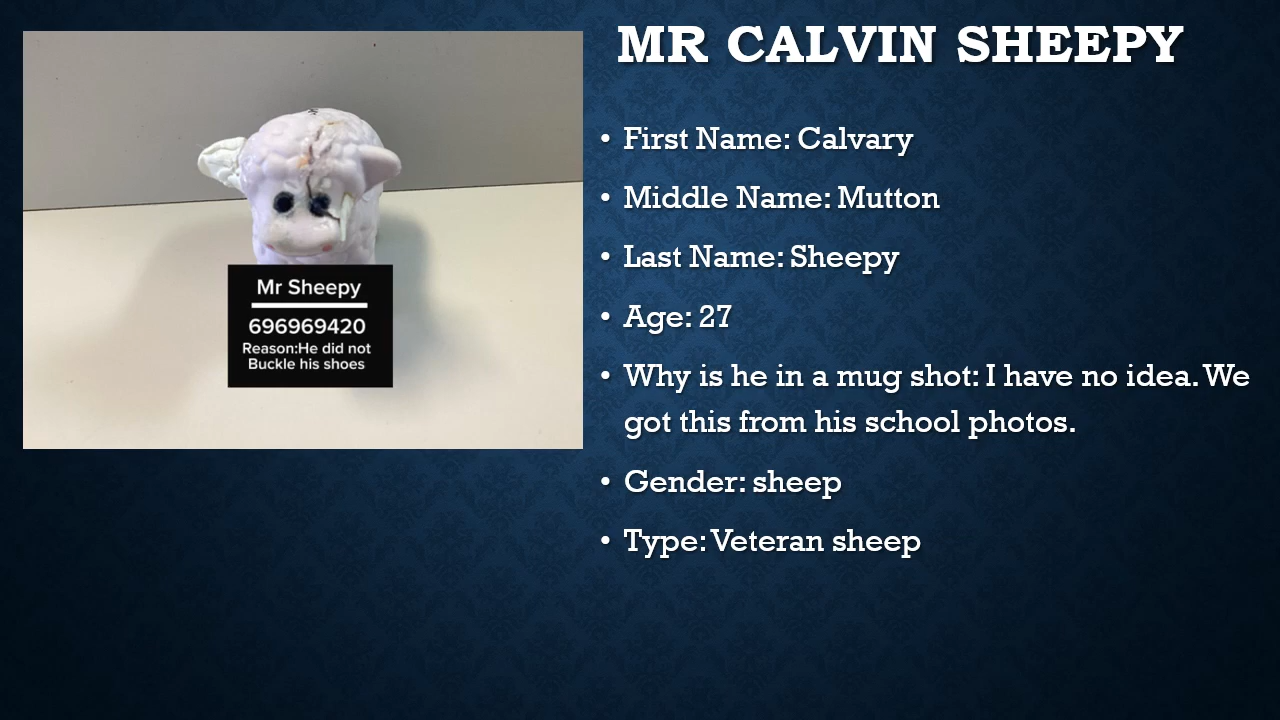 MR CALVIN SHEEPY
Mr Sheepy
696969420
Reason:He did not
Buckle his shoes
• First Name: Calvary
• Middle Name: Mutton
• Last Name: Sheepy
• Age: 27
• Why is he in a mug shot: I have no idea. We
got this from his school photos.
• Gender: sheep
• Type: Veteran sheep